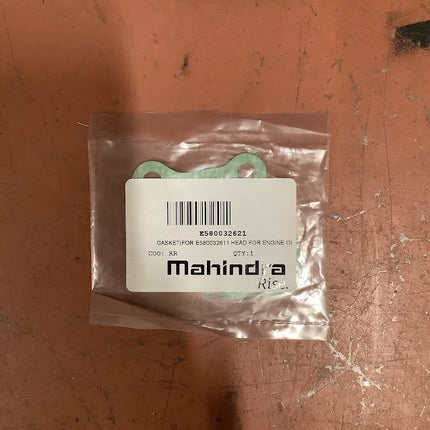 E580032621
GASKET(FOR E580032611 HEAD FOR ENGINE OI
COO: KR QTY:1
Mahindra
Rise.